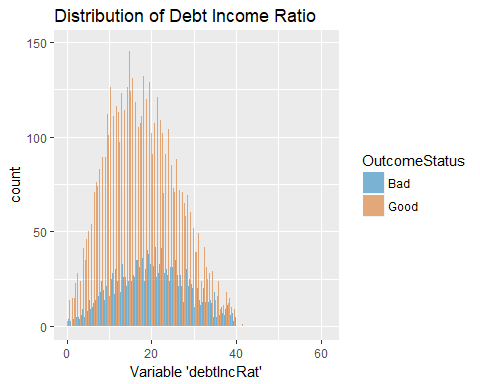 Distribution of Debt Income Ratio
150
100
50
0
count
0
20
40
60
Variable 'debtIncRat'
OutcomeStatus
Bad
Good